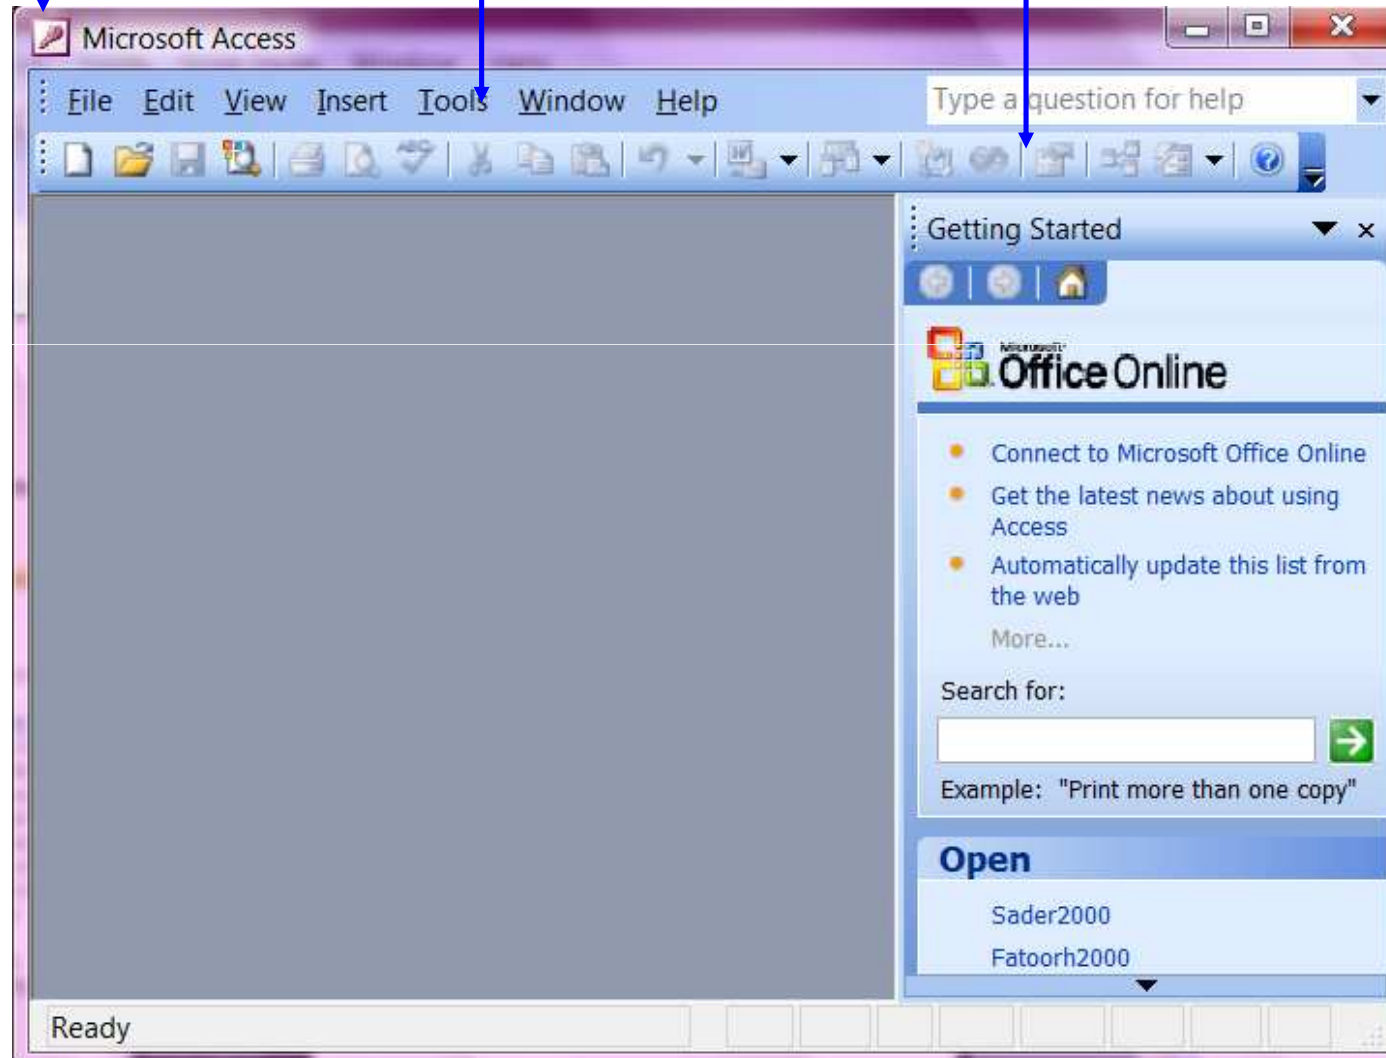 Microsoft Access
File Edit View Insert Tools Window Help
Type a question for help
Getting Started
Microsoft
Office Online
Connect to Microsoft Office Online
Get the latest news about using
Access
Automatically update this list from
the web
More...
Search for:
Example: "Print more than one copy"
Open
Sader2000
Fatoorh2000
Ready